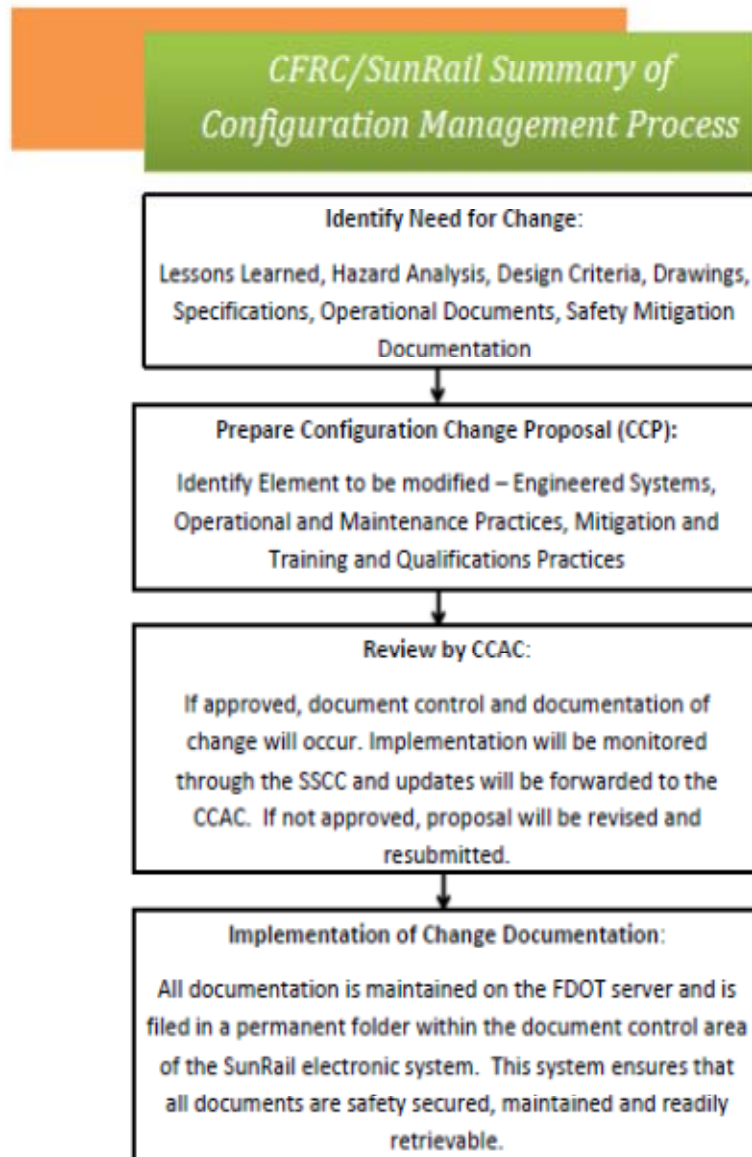 CFRC/SunRail Summary of
Configuration Management Process
Identify Need for Change:
Lessons Learned, Hazard Analysis, Design Criteria, Drawings,
Specifications, Operational Documents, Safety Mitigation
Documentation
Prepare Configuration Change Proposal (CCP):
Identify Element to be modified – Engineered Systems,
Operational and Maintenance Practices, Mitigation and
Training and Qualifications Practices
Review by CCAC:
If approved, document control and documentation of
change will occur. Implementation will be monitored
through the SSCC and updates will be forwarded to the
CCAC.  If not approved, proposal will be revised and
resubmitted.
Implementation of Change Documentation:
All documentation is maintained on the FDOT server and is
filed in a permanent folder within the document control area
of the SunRail electronic system.  This system ensures that
all documents are safety secured, maintained and readily
retrievable.